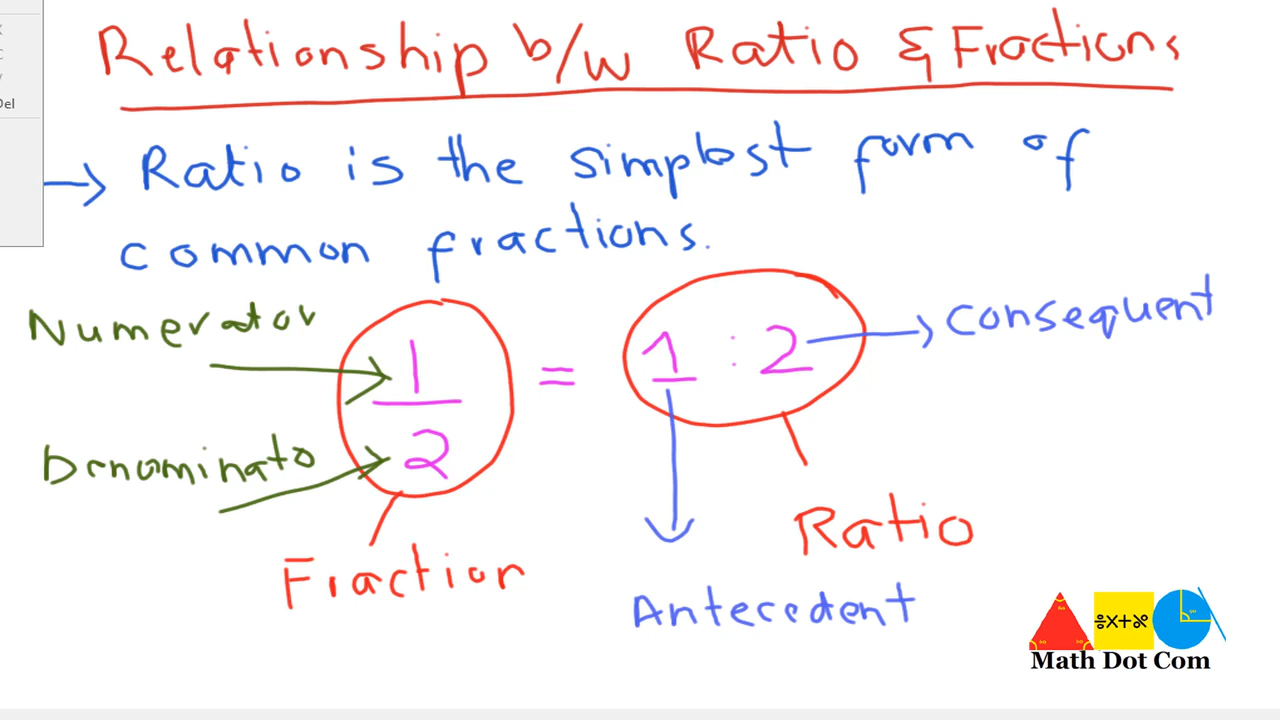 Del
Relationship b/w Ratio & Fractions
→ Ratio is the simplest form of
common fractions.
Numerator
1
2
=
1 : 2
Consequent
Denominato
Fraction
Ratio
Antecedent
÷×+%
Math Dot Com